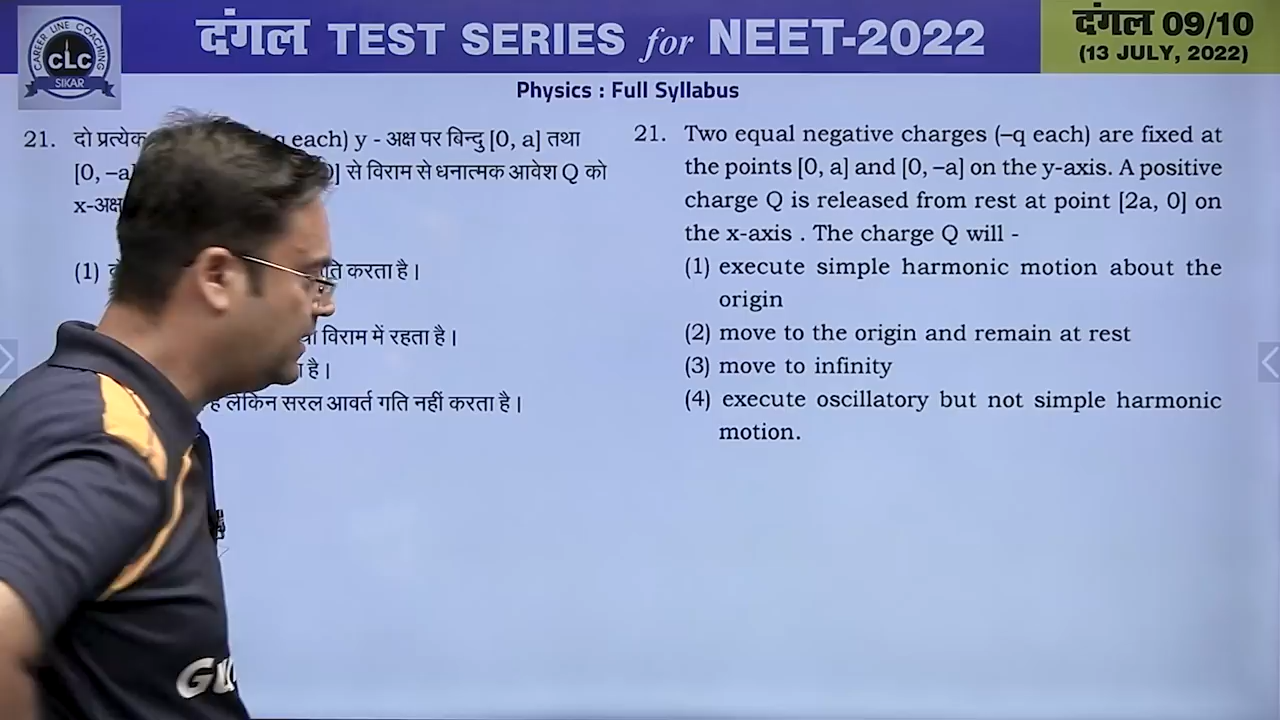 CAREER LINE COACHING
CLC
SIKAR
दंगल TEST SERIES for NEET-2022
दंगल 09/10
(13 JULY, 2022)
Physics : Full Syllabus
21. दो प्रत्येक q each) y - अक्ष पर बिन्दु [0, a] तथा
[0, –a] से विराम से धनात्मक आवेश Q को
x-अक्ष
(1) करता है।
विराम में रहता है।
है।
है लेकिन सरल आवर्त गति नहीं करता है।
21. Two equal negative charges (–q each) are fixed at
the points [0, a] and [0, –a] on the y-axis. A positive
charge Q is released from rest at point [2a, 0] on
the x-axis . The charge Q will -
(1) execute simple harmonic motion about the
origin
(2) move to the origin and remain at rest
(3) move to infinity
(4) execute oscillatory but not simple harmonic
motion.